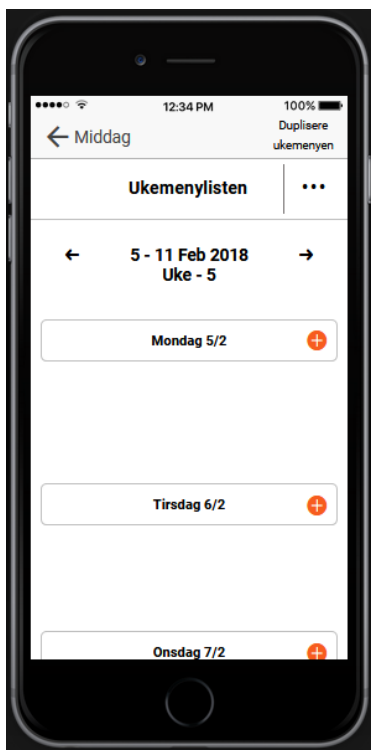 12:34 PM
100%
Middag
Duplisere
ukemenyen
Ukemenylisten
5 - 11 Feb 2018
Uke - 5
Mondag 5/2
Tirsdag 6/2
Onsdag 7/2